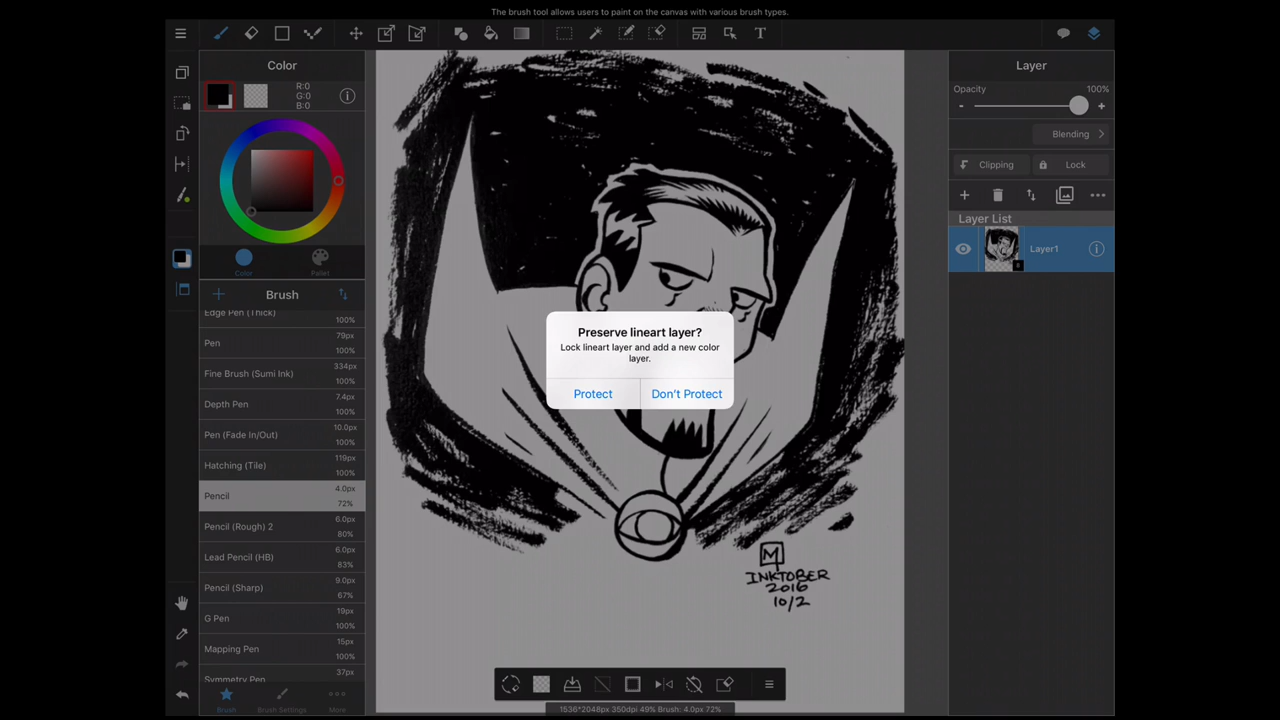 The brush tool allows users to paint on the canvas with various brush types.
T
Color
R:0
G:0
B:0
Color
Pallet
Brush
Edge Pen (Thick)
100%
Pen
79px
100%
Fine Brush (Sumi Ink)
334px
100%
Depth Pen
7.4px
100%
Pen (Fade In/Out)
10.0px
100%
Hatching (Tile)
119px
100%
Pencil
4.0px
72%
Pencil (Rough) 2
6.0px
80%
Lead Pencil (HB)
6.0px
83%
Pencil (Sharp)
9.0px
67%
G Pen
19px
100%
Mapping Pen
15px
100%
Symmetry Pen
37px
Brush
Brush Settings
More
Preserve lineart layer?
Lock lineart layer and add a new color
layer.
Protect
Don't Protect
M
INKTOBER
2016
10/2
1536*2048px 350dpi 49% Brush: 4.0px 72%
Layer
Opacity
100%
- +
Blending
Clipping
Lock
Layer List
Layer1